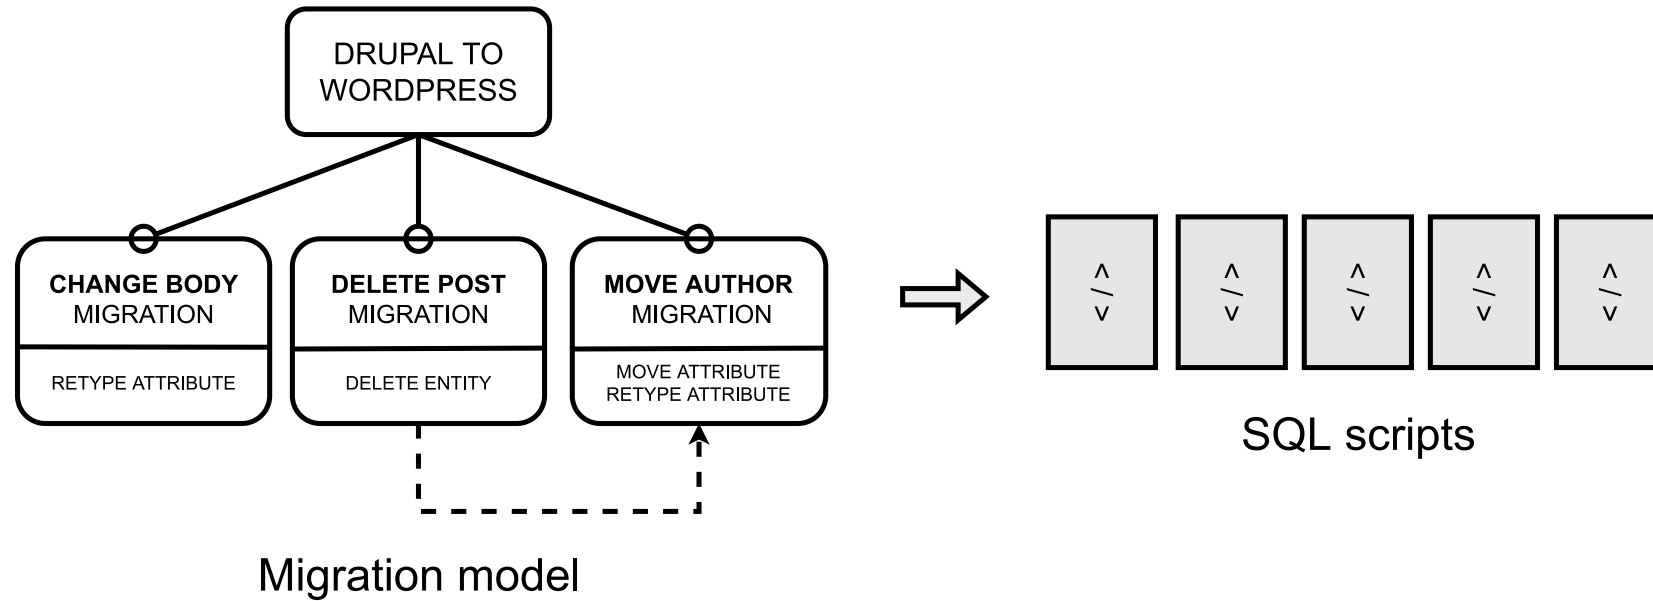 DRUPAL TO
WORDPRESS
CHANGE BODY
MIGRATION
RETYPE ATTRIBUTE
DELETE POST
MIGRATION
DELETE ENTITY
MOVE AUTHOR
MIGRATION
MOVE ATTRIBUTE
RETYPE ATTRIBUTE
Migration model
</>
</>
</>
</>
</>
SQL scripts